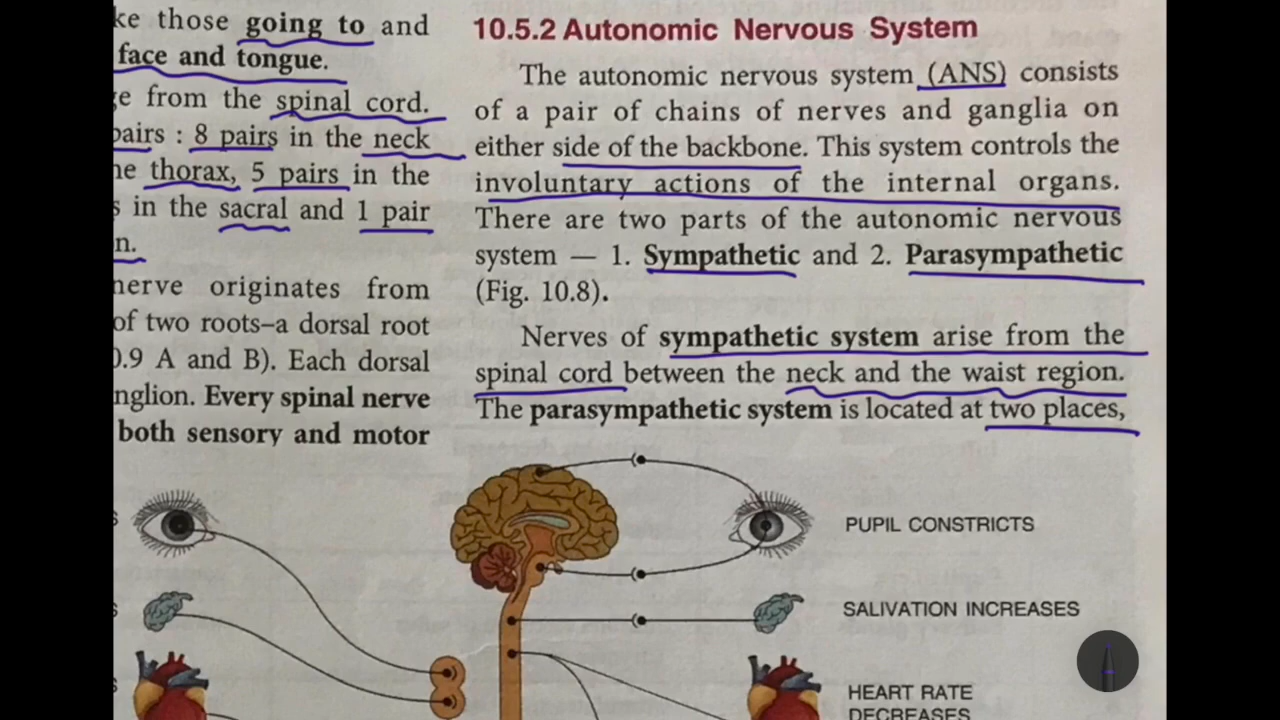 ke those going to and
face and tongue.
ge from the spinal cord.
pairs : 8 pairs in the neck
he thorax, 5 pairs in the
s in the sacral and 1 pair
n.
nerve originates from
of two roots–a dorsal root
0.9 A and B). Each dorsal
nglion. Every spinal nerve
both sensory and motor
10.5.2 Autonomic Nervous System
The autonomic nervous system (ANS) consists
of a pair of chains of nerves and ganglia on
either side of the backbone. This system controls the
involuntary actions of the internal organs.
There are two parts of the autonomic nervous
system — 1. Sympathetic and 2. Parasympathetic
(Fig. 10.8).
Nerves of sympathetic system arise from the
spinal cord between the neck and the waist region.
The parasympathetic system is located at two places,
PUPIL CONSTRICTS
SALIVATION INCREASES
HEART RATE
DECREASES